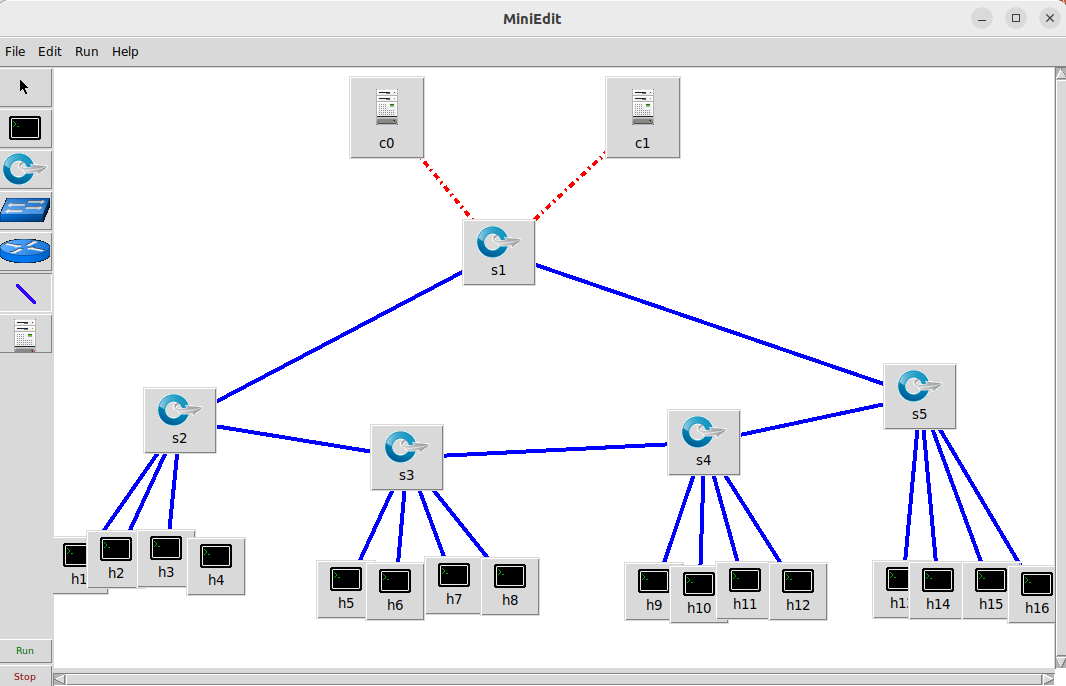 MiniEdit
File Edit Run Help
c0 c1
s1
s2 s3 s4 s5
h1 h2 h3 h4 h5 h6 h7 h8 h9 h10 h11 h12 h14 h15 h16
Run
Stop